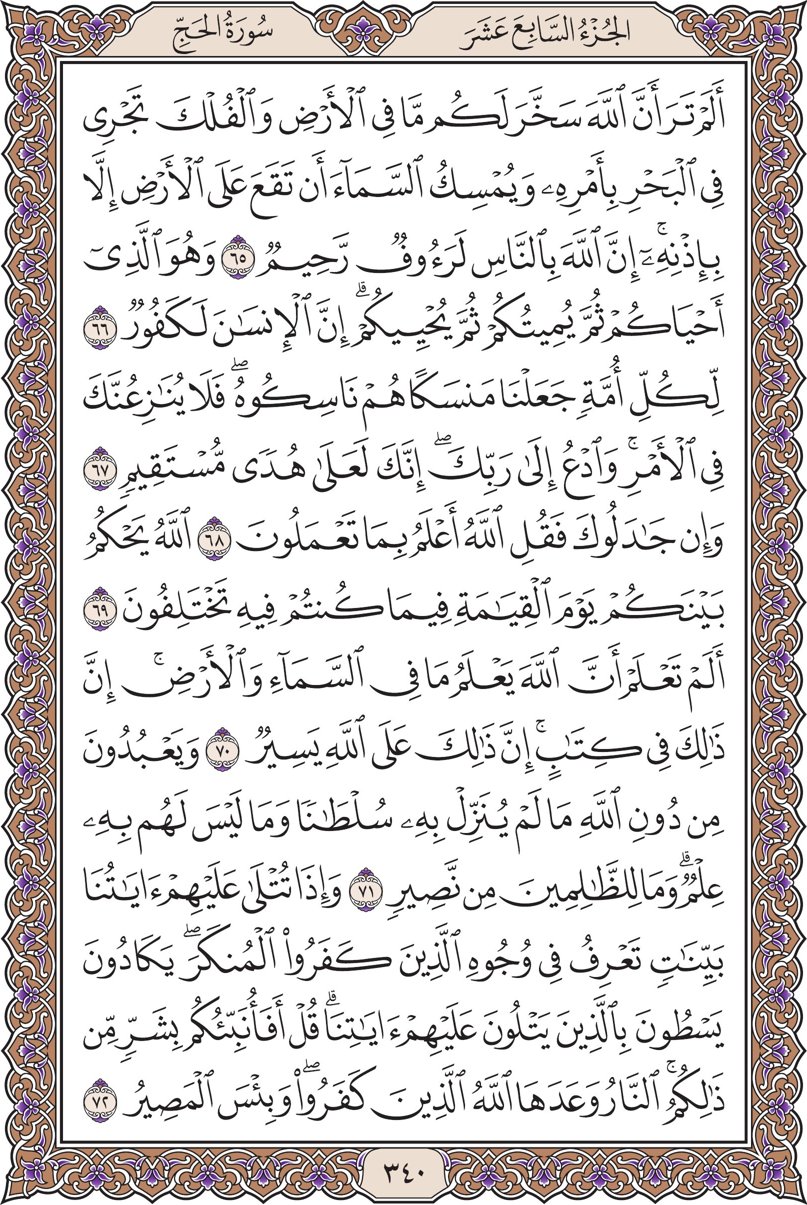 الجُزْءُ السَّابِعَ عَشَرَ
سُورَةُ الحَجِّ
أَلَمْ تَرَ أَنَّ ٱللَّهَ سَخَّرَ لَكُم مَّا فِي ٱلْأَرْضِ وَٱلْفُلْكَ تَجْرِي
فِي ٱلْبَحْرِ بِأَمْرِهِۦ وَيُمْسِكُ ٱلسَّمَآءَ أَن تَقَعَ عَلَى ٱلْأَرْضِ إِلَّا
بِإِذْنِهِۦٓۚ إِنَّ ٱللَّهَ بِٱلنَّاسِ لَرَءُوفٌ رَّحِيمٌ ٦٥ وَهُوَ ٱلَّذِيٓ
أَحْيَاكُمْ ثُمَّ يُمِيتُكُمْ ثُمَّ يُحْيِيكُمْۗ إِنَّ ٱلْإِنسَٰنَ لَكَفُورٌ ٦٦
لِّكُلِّ أُمَّةٍ جَعَلْنَا مَنسَكًا هُمْ نَاسِكُوهُۖ فَلَا يُنَٰزِعُنَّكَ
فِي ٱلْأَمْرِۚ وَٱدْعُ إِلَىٰ رَبِّكَۖ إِنَّكَ لَعَلَىٰ هُدًى مُّسْتَقِيمٍ ٦٧
وَإِن جَٰدَلُوكَ فَقُلِ ٱللَّهُ أَعْلَمُ بِمَا تَعْمَلُونَ ٦٨ ٱللَّهُ يَحْكُمُ
بَيْنَكُمْ يَوْمَ ٱلْقِيَٰمَةِ فِيمَا كُنتُمْ فِيهِ تَخْتَلِفُونَ ٦٩
أَلَمْ تَعْلَمْ أَنَّ ٱللَّهَ يَعْلَمُ مَا فِي ٱلسَّمَآءِ وَٱلْأَرْضِۚ إِنَّ
ذَٰلِكَ فِي كِتَٰبٍۚ إِنَّ ذَٰلِكَ عَلَى ٱللَّهِ يَسِيرٌ ٧٠ وَيَعْبُدُونَ
مِن دُونِ ٱللَّهِ مَا لَمْ يُنَزِّلْ بِهِۦ سُلْطَٰنًا وَمَا لَيْسَ لَهُم بِهِۦ
عِلْمٌۗ وَمَا لِلظَّٰلِمِينَ مِن نَّصِيرٍ ٧١ وَإِذَا تُتْلَىٰ عَلَيْهِمْ ءَايَٰتُنَا
بَيِّنَٰتٍ تَعْرِفُ فِي وُجُوهِ ٱلَّذِينَ كَفَرُوا۟ ٱلْمُنكَرَۖ يَكَادُونَ
يَسْطُونَ بِٱلَّذِينَ يَتْلُونَ عَلَيْهِمْ ءَايَٰتِنَاۗ قُلْ أَفَأُنَبِّئُكُم بِشَرٍّ مِّن
ذَٰلِكُمُۚ ٱلنَّارُ وَعَدَهَا ٱللَّهُ ٱلَّذِينَ كَفَرُوا۟ۖ وَبِئْسَ ٱلْمَصِيرُ ٧٢
٣٤٠